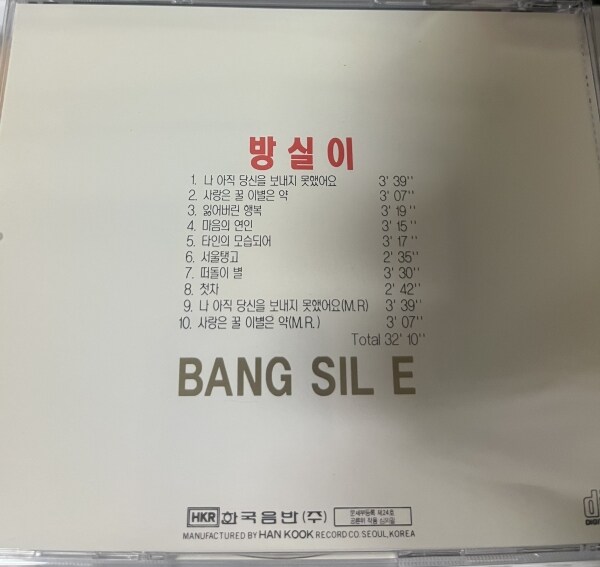 방실이
1. 나 아직 당신을 보내지 못했어요 3' 39''
2. 사랑은 꿀 이별은 약 3' 07''
3. 잃어버린 행복 3' 19''
4. 마음의 연인 3' 15''
5. 타인의 모습되어 3' 17''
6. 서울탱고 2' 35''
7. 떠돌이 별 3' 30''
8. 첫차 2' 42''
9. 나 아직 당신을 보내지 못했어요(M.R) 3' 39''
10. 사랑은 꿀 이별은 약(M.R.) 3' 07''
Total 32' 10''
BANG SIL E
HKR 한국음반(주)
제24호
MANUFACTURED BY HAN KOOK RECORD CO. SEOUL, KOREA